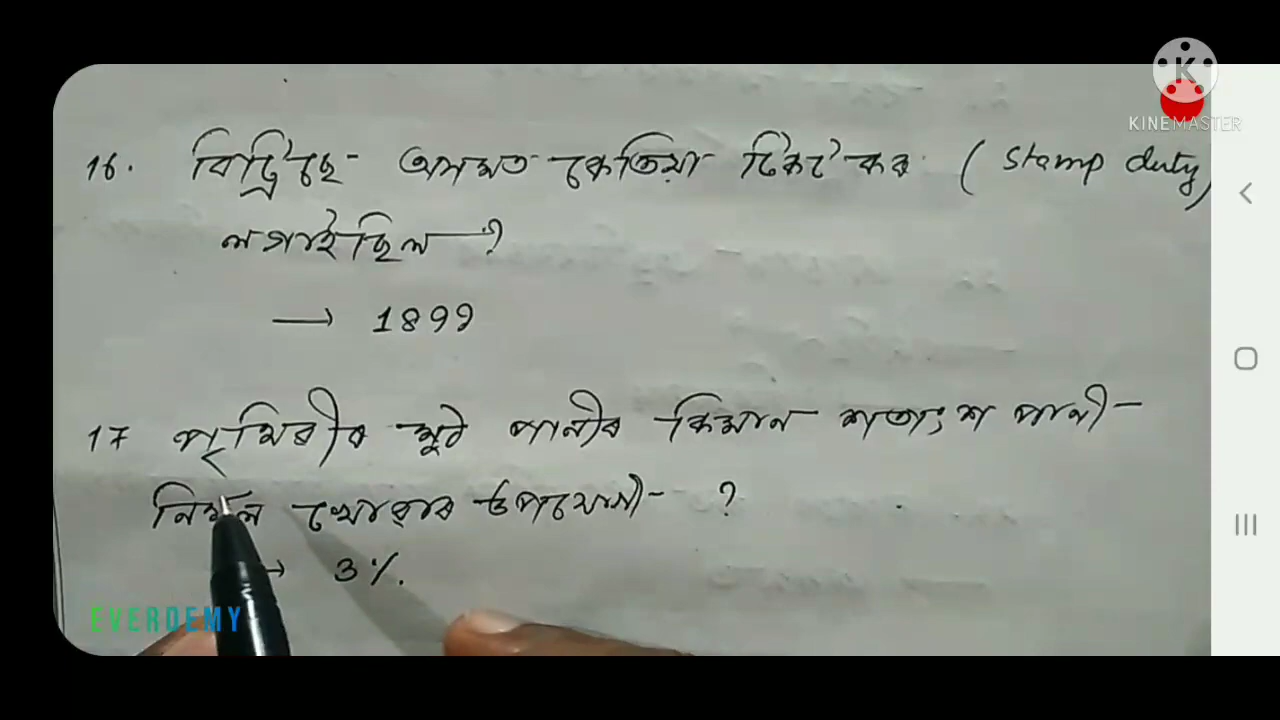 KINEMASTER
16. ব্ৰিটিছে অসমত কেতিয়া টিকট কৰ (Stamp duty)
লগাইছিল ?
→ 1899
17 পৃথিৱীৰ মুঠ পানীৰ কিমান শতাংশ পানী
নিৰ্মল খোৱাৰ উপযোগী ?
→ 3%.
EVERDEMY